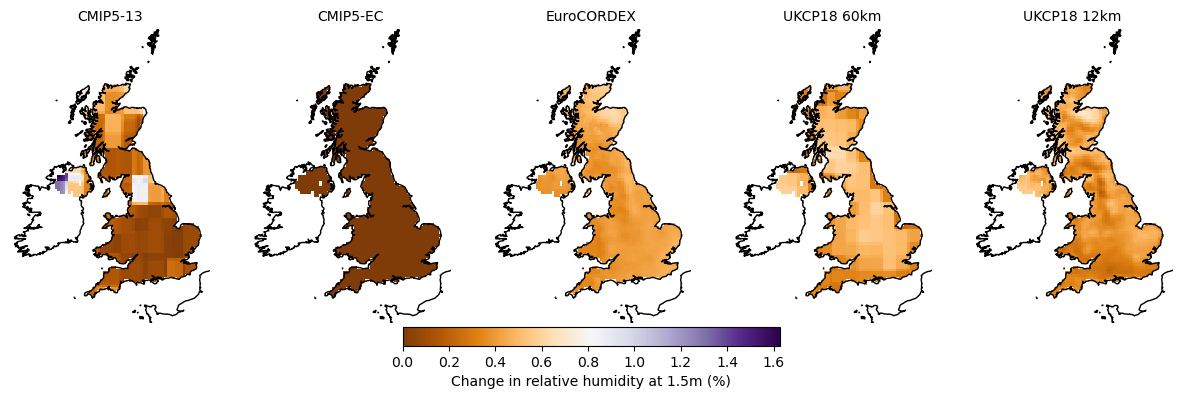 CMIP5-13 CMIP5-EC EuroCORDEX UKCP18 60km UKCP18 12km
0.0 0.2 0.4 0.6 0.8 1.0 1.2 1.4 1.6
Change in relative humidity at 1.5m (%)